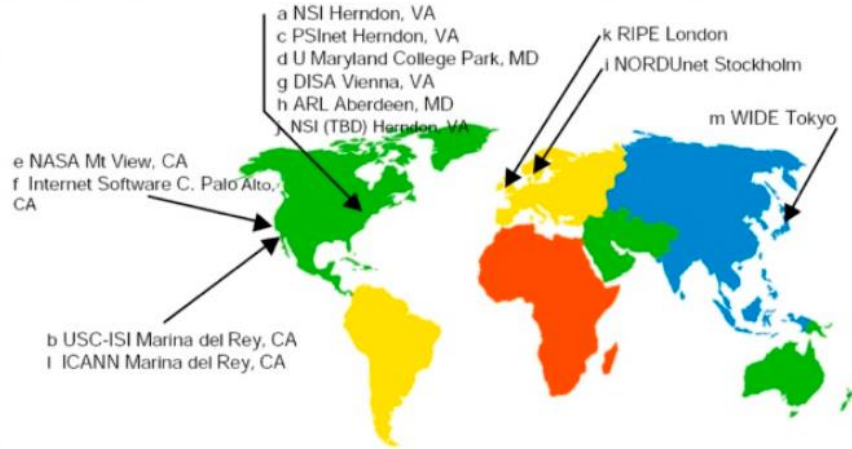 a NSI Herndon, VA
c PSInet Herndon, VA
d U Maryland College Park, MD
g DISA Vienna, VA
h ARL Aberdeen, MD
j NSI (TBD) Herndon, VA
k RIPE London
i NORDUnet Stockholm
m WIDE Tokyo
e NASA Mt View, CA
f Internet Software C. Palo Alto,
CA
b USC-ISI Marina del Rey, CA
l ICANN Marina del Rey, CA